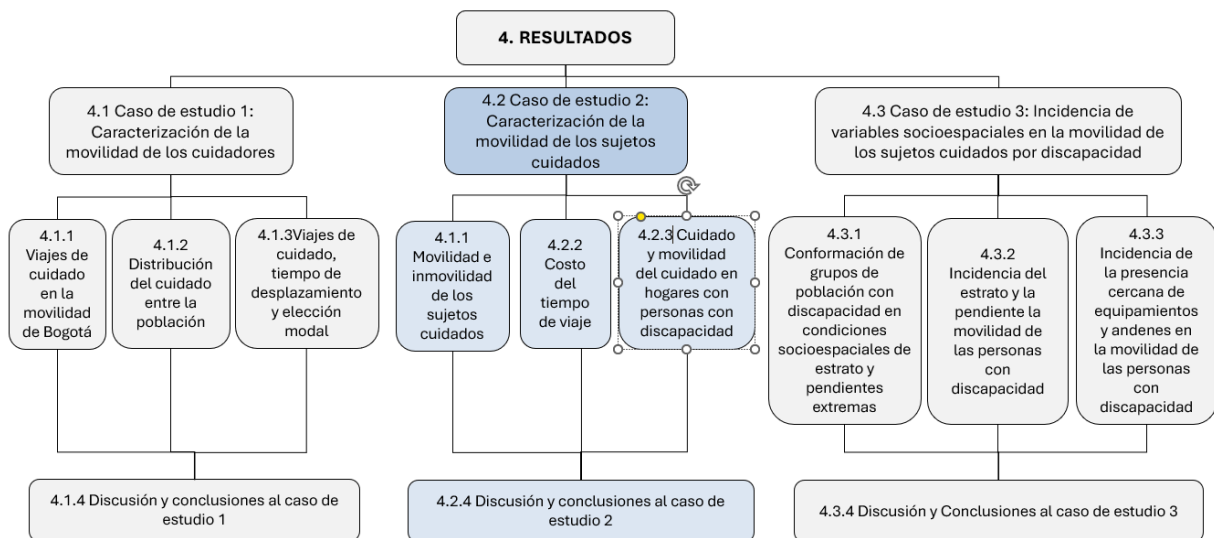 4. RESULTADOS
4.1 Caso de estudio 1:
Caracterización de la
movilidad de los cuidadores
4.2 Caso de estudio 2:
Caracterización de la
movilidad de los sujetos
cuidados
4.3 Caso de estudio 3: Incidencia de
variables socioespaciales en la movilidad de
los sujetos cuidados por discapacidad
4.1.1
Viajes de
cuidado
en la
movilidad
de Bogotá
4.1.2
Distribución
del cuidado
entre la
población
4.1.3Viajes de
cuidado,
tiempo de
desplazamiento
y elección
modal
4.1.1
Movilidad e
inmovilidad
de los
sujetos
cuidados
4.2.2
Costo
del
tiempo
de viaje
4.2.3 Cuidado
y movilidad
del cuidado en
hogares con
personas con
discapacidad
4.3.1
Conformación de
grupos de
población con
discapacidad en
condiciones
socioespaciales de
estrato y
pendientes
extremas
4.3.2
Incidencia del
estrato y la
pendiente la
movilidad de
las personas
con
discapacidad
4.3.3
Incidencia de
la presencia
cercana de
equipamientos
y andenes en
la movilidad de
las personas
con
discapacidad
4.1.4 Discusión y conclusiones al caso de
estudio 1
4.2.4 Discusión y conclusiones al caso de
estudio 2
4.3.4 Discusión y Conclusiones al caso de estudio 3